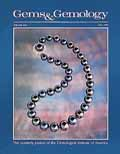 Gems&Gemology
The quarterly journal of the Gemological Institute of America